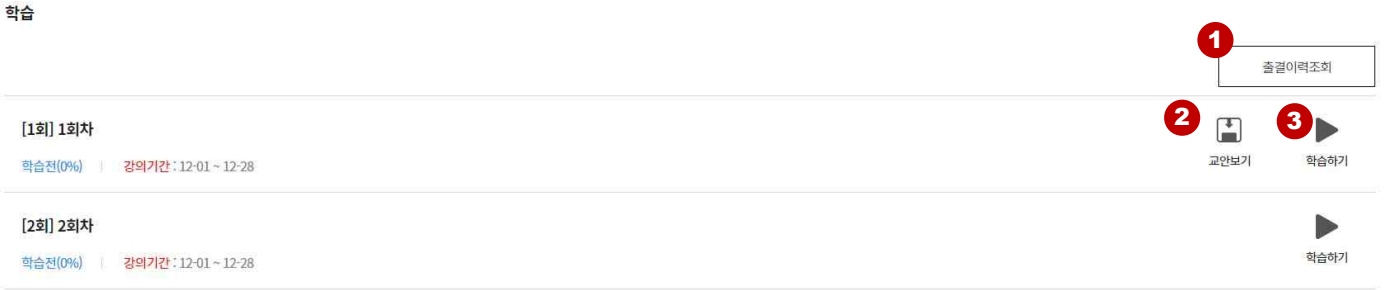 학습
1
출결이력조회
[1회] 1회차
2
3
교안보기
학습하기
학습전(0%) | 강의기간 : 12-01 ~ 12-28
[2회] 2회차
학습하기
학습전(0%) | 강의기간 : 12-01 ~ 12-28